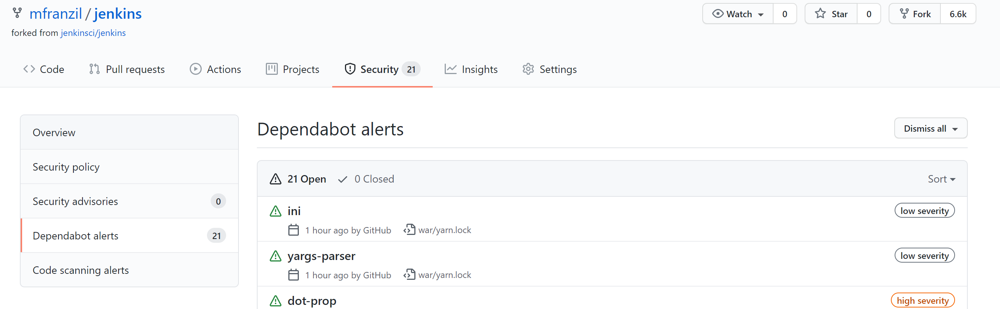 mfranzil / jenkins
Watch 0 Star 0 Fork 6.6k
forked from jenkinsci/jenkins
Code Pull requests Actions Projects Security 21 Insights Settings
Overview
Security policy
Security advisories 0
Dependabot alerts 21
Code scanning alerts
Dependabot alerts
Dismiss all
21 Open 0 Closed Sort
ini low severity
1 hour ago by GitHub war/yarn.lock
yargs-parser low severity
1 hour ago by GitHub war/yarn.lock
dot-prop high severity